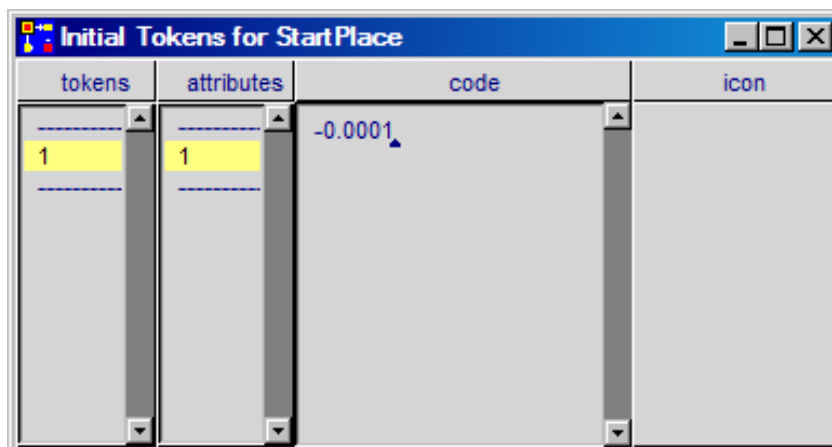 Initial Tokens for StartPlace
tokens attributes code icon
1 1 -0.0001